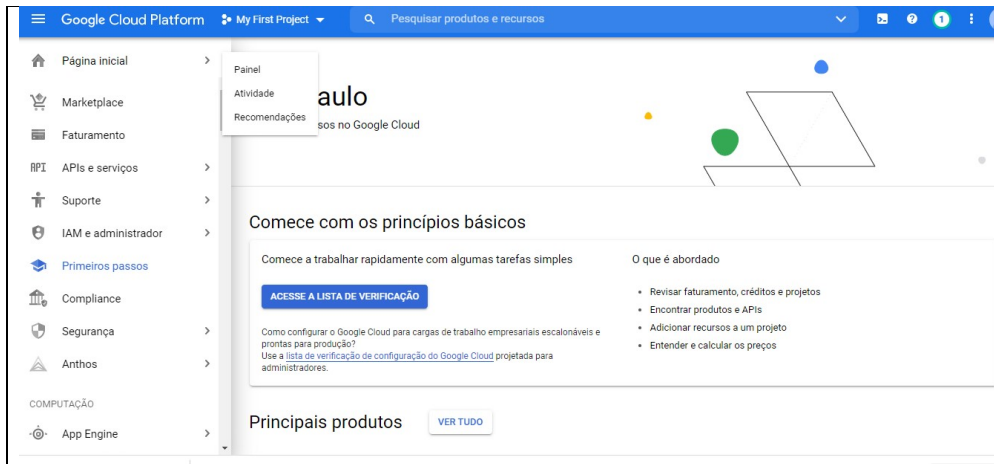 Google Cloud Platform
My First Project
Pesquisar produtos e recursos
1
Página inicial
Marketplace
Faturamento
API
APIs e serviços
Suporte
IAM e administrador
Primeiros passos
Compliance
Segurança
Anthos
COMPUTAÇÃO
App Engine
Painel
Atividade
Recomendações
aulo
sos no Google Cloud
Comece com os princípios básicos
Comece a trabalhar rapidamente com algumas tarefas simples
ACESSE A LISTA DE VERIFICAÇÃO
Como configurar o Google Cloud para cargas de trabalho empresariais escalonáveis e
prontas para produção?
Use a lista de verificação de configuração do Google Cloud projetada para
administradores.
O que é abordado
Revisar faturamento, créditos e projetos
Encontrar produtos e APIs
Adicionar recursos a um projeto
Entender e calcular os preços
Principais produtos
VER TUDO